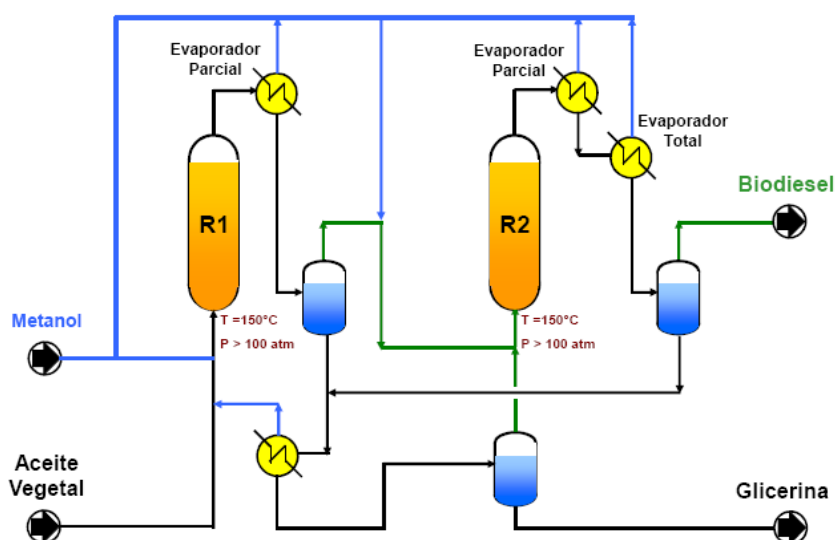 Evaporador
Parcial
Evaporador
Parcial
Evaporador
Total
Biodiesel
R1
R2
Metanol
T =150°C
P > 100 atm
T =150°C
P > 100 atm
Aceite
Vegetal
Glicerina